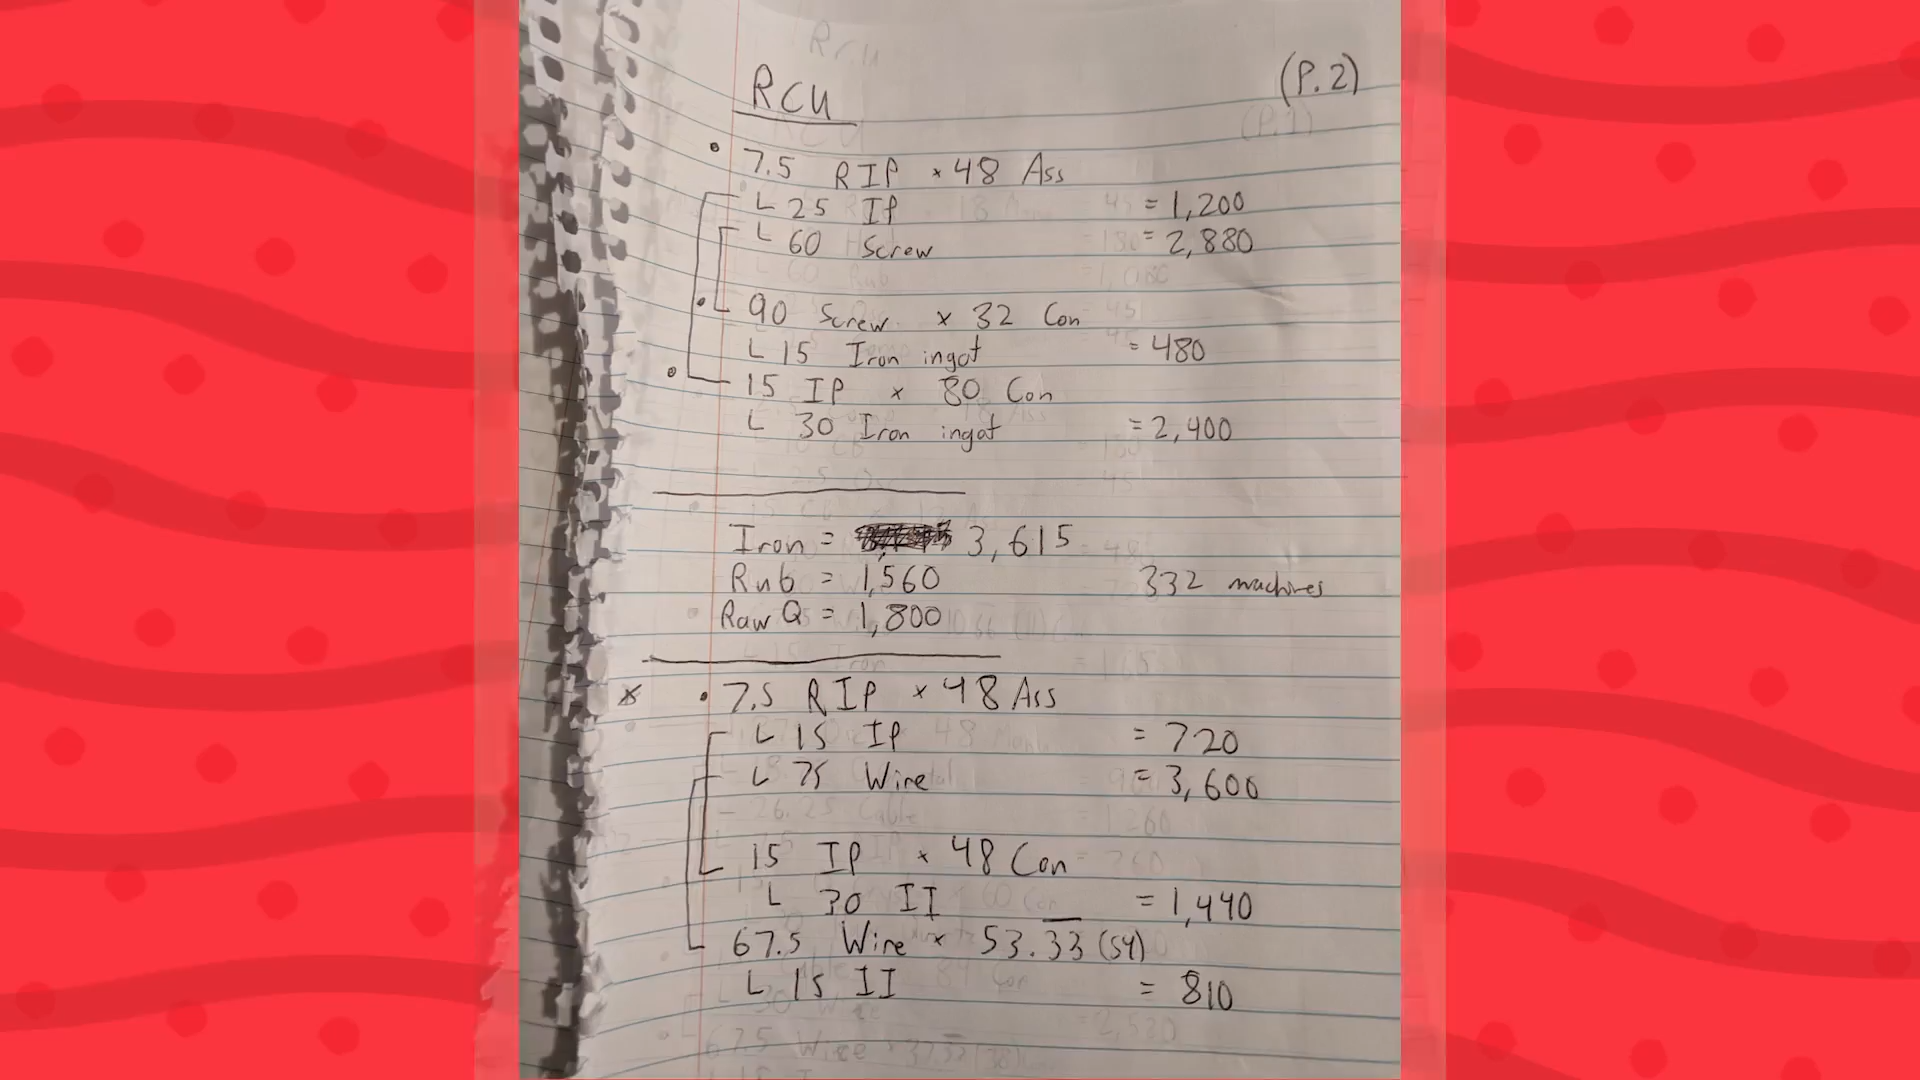 RCU (P.2)
• 7.5 RIP × 48 Ass
L 25 IP = 1,200
L 60 Screw = 2,880
• 90 Screw × 32 Con
L 15 Iron ingot = 480
• 15 IP × 80 Con
L 30 Iron ingot = 2,400
Iron = 3,615
Rub = 1,560 332 machines
Raw Q = 1,800
• 7.5 RIP × 48 Ass
L 15 IP = 720
L 75 Wire = 3,600
15 IP × 48 Con
L 30 II = 1,440
67.5 Wire × 53.33 (54)
L 15 II = 810